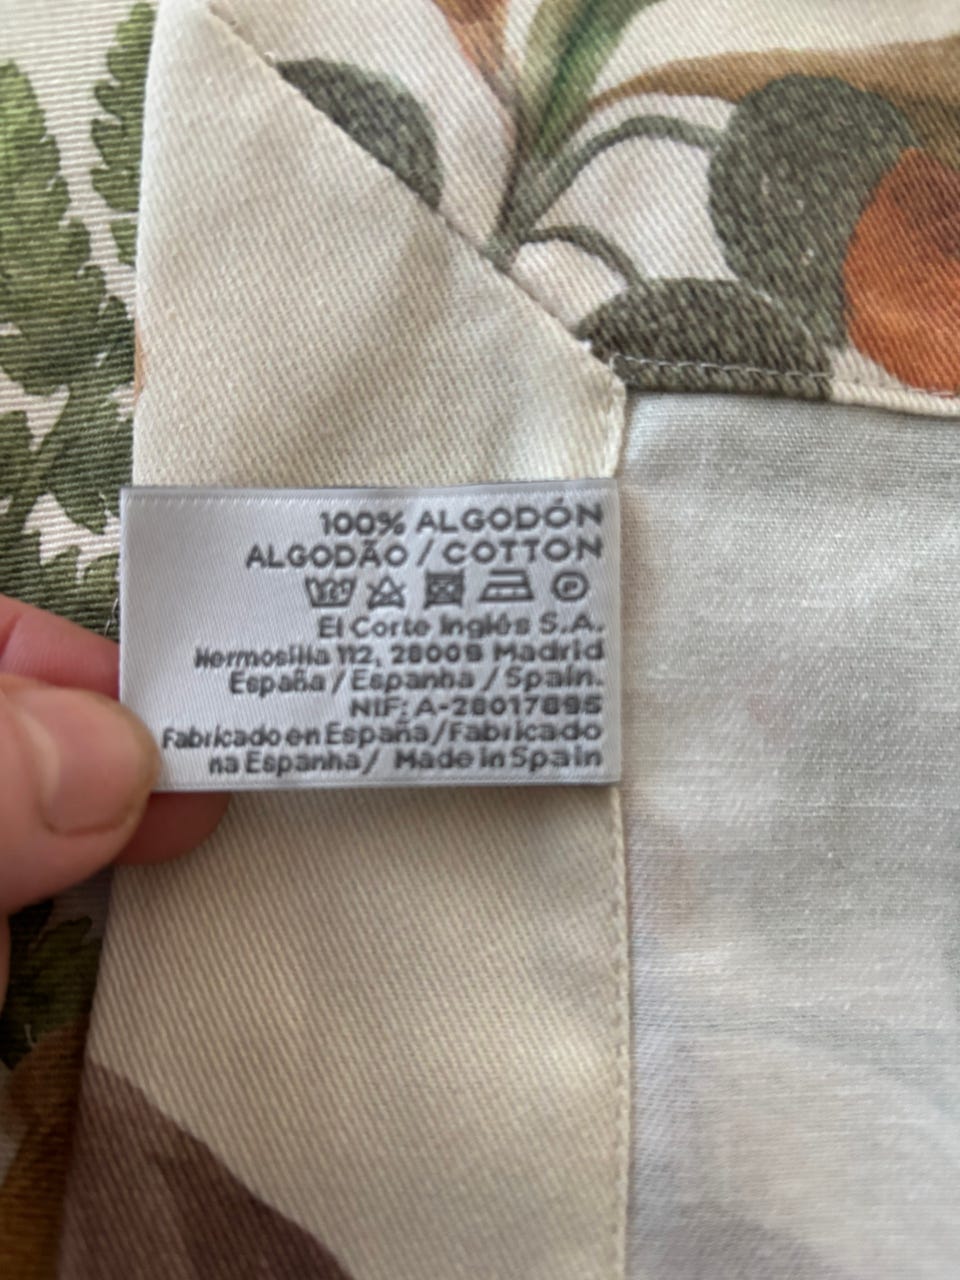 100% ALGODÓN
ALGODÃO / COTTON
El Corte Inglés S.A.
Hermosilla 112, 28009 Madrid
España / Espanha / Spain.
NIF: A-28017895
Fabricado en España/Fabricado
na Espanha/ Made in Spain